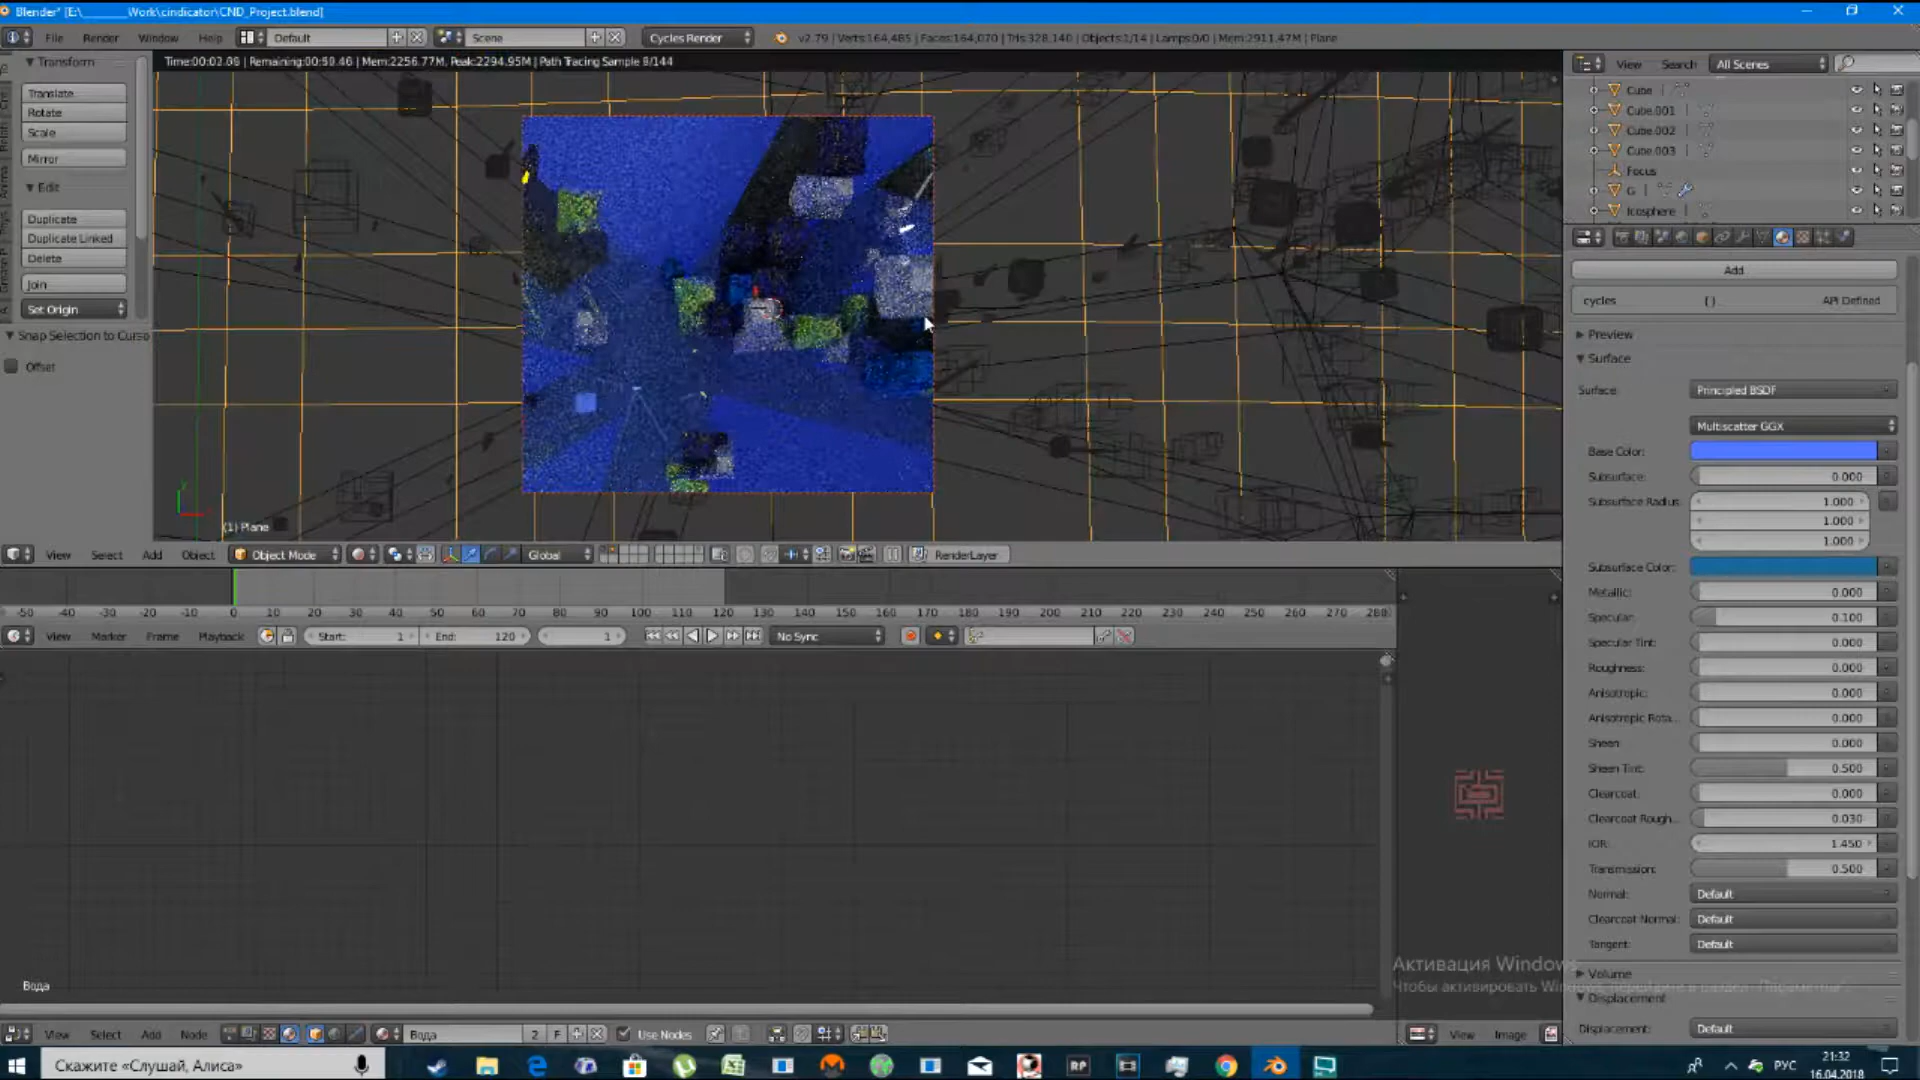 Blender* [E:\_______Work\cindicator\CND_Project.blend]
File Render Window Help Default Scene Cycles Render v2.79 | Verts:164,485 | Faces:164,070 | Tris:328,140 | Objects:1/14 | Lamps:0/0 | Mem:2911.47M | Plane
Transform
Time:00:03.69 | Remaining:00:50.46 | Mem:2256.77M, Peak:2294.95M | Path Tracing Sample 9/144
View Search All Scenes
Translate
Rotate
Scale
Mirror
Edit
Duplicate
Duplicate Linked
Delete
Join
Set Origin
Snap Selection to Curso
Offset
Cube
Cube.001
Cube.002
Cube.003
Focus
G
Icosphere
Add
cycles {} API Defined
Preview
Surface
Surface: Principled BSDF
Multiscatter GGX
Base Color:
Subsurface: 0.000
Subsurface Radius: 1.000
1.000
1.000
Subsurface Color:
Metallic: 0.000
Specular: 0.100
Specular Tint: 0.000
Roughness: 0.000
Anisotropic: 0.000
Anisotropic Rota... 0.000
Sheen 0.000
Sheen Tint: 0.500
Clearcoat: 0.000
Clearcoat Rough... 0.030
IOR: 1.450
Transmission: 0.500
Normal: Default
Clearcoat Normal: Default
Tangent: Default
Volume
Displacement
Displacement: Default
(1) Plane
View Select Add Object Object Mode Global RenderLayer
-50 -40 -30 -20 -10 0 10 20 30 40 50 60 70 80 90 100 110 120 130 140 150 160 170 180 190 200 210 220 230 240 250 260 270 280
View Marker Frame Playback Start: 1 End: 120 1 No Sync
Вода
Активация Windows
Чтобы активировать Windows, перейдите в раздел "Параметры".
View Select Add Node Вода 2 F Use Nodes View Image
Скажите «Слушай, Алиса»
RP
РУС
21:32
16.04.2018